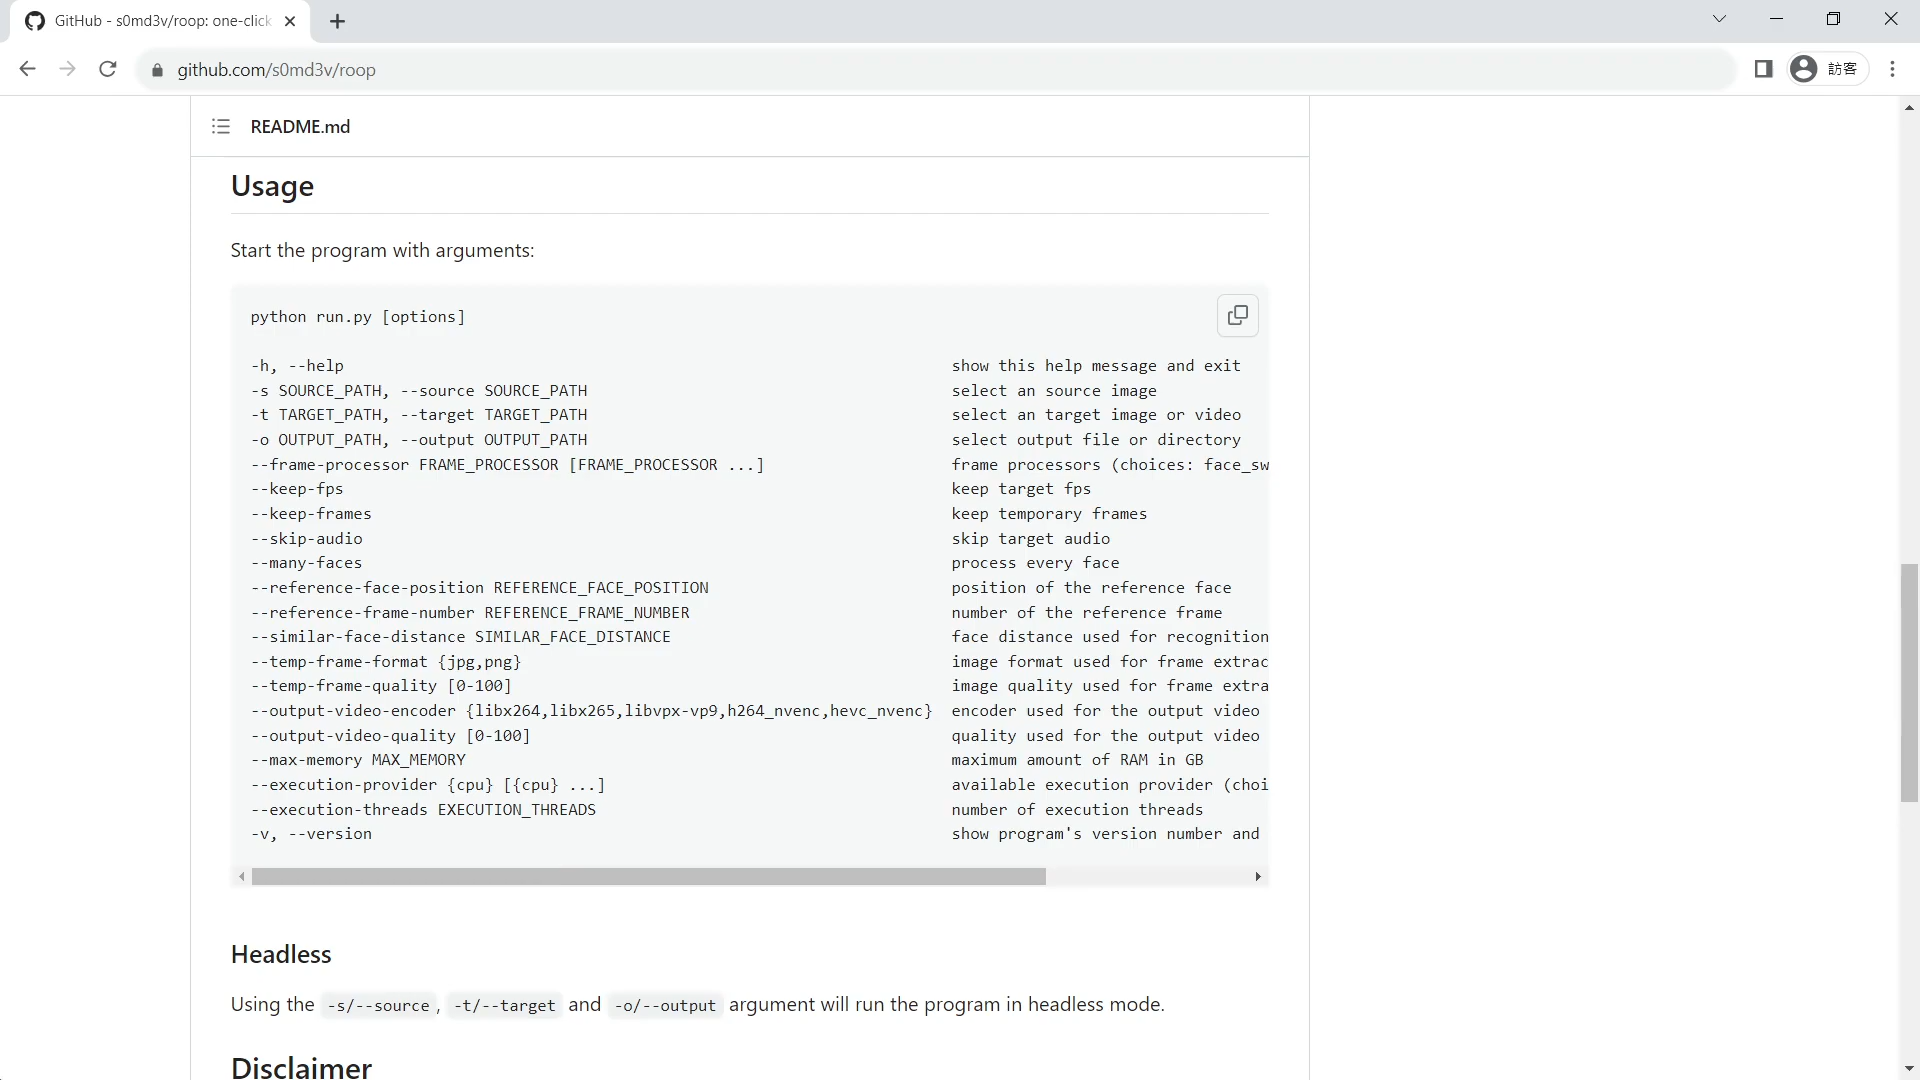 GitHub - s0md3v/roop: one-click
github.com/s0md3v/roop
訪客
README.md
Usage
Start the program with arguments:
python run.py [options]
-h, --help show this help message and exit
-s SOURCE_PATH, --source SOURCE_PATH select an source image
-t TARGET_PATH, --target TARGET_PATH select an target image or video
-o OUTPUT_PATH, --output OUTPUT_PATH select output file or directory
--frame-processor FRAME_PROCESSOR [FRAME_PROCESSOR ...] frame processors (choices: face_sw
--keep-fps keep target fps
--keep-frames keep temporary frames
--skip-audio skip target audio
--many-faces process every face
--reference-face-position REFERENCE_FACE_POSITION position of the reference face
--reference-frame-number REFERENCE_FRAME_NUMBER number of the reference frame
--similar-face-distance SIMILAR_FACE_DISTANCE face distance used for recognition
--temp-frame-format {jpg,png} image format used for frame extrac
--temp-frame-quality [0-100] image quality used for frame extra
--output-video-encoder {libx264,libx265,libvpx-vp9,h264_nvenc,hevc_nvenc} encoder used for the output video
--output-video-quality [0-100] quality used for the output video
--max-memory MAX_MEMORY maximum amount of RAM in GB
--execution-provider {cpu} [{cpu} ...] available execution provider (choi
--execution-threads EXECUTION_THREADS number of execution threads
-v, --version show program's version number and
Headless
Using the -s/--source, -t/--target and -o/--output argument will run the program in headless mode.
Disclaimer